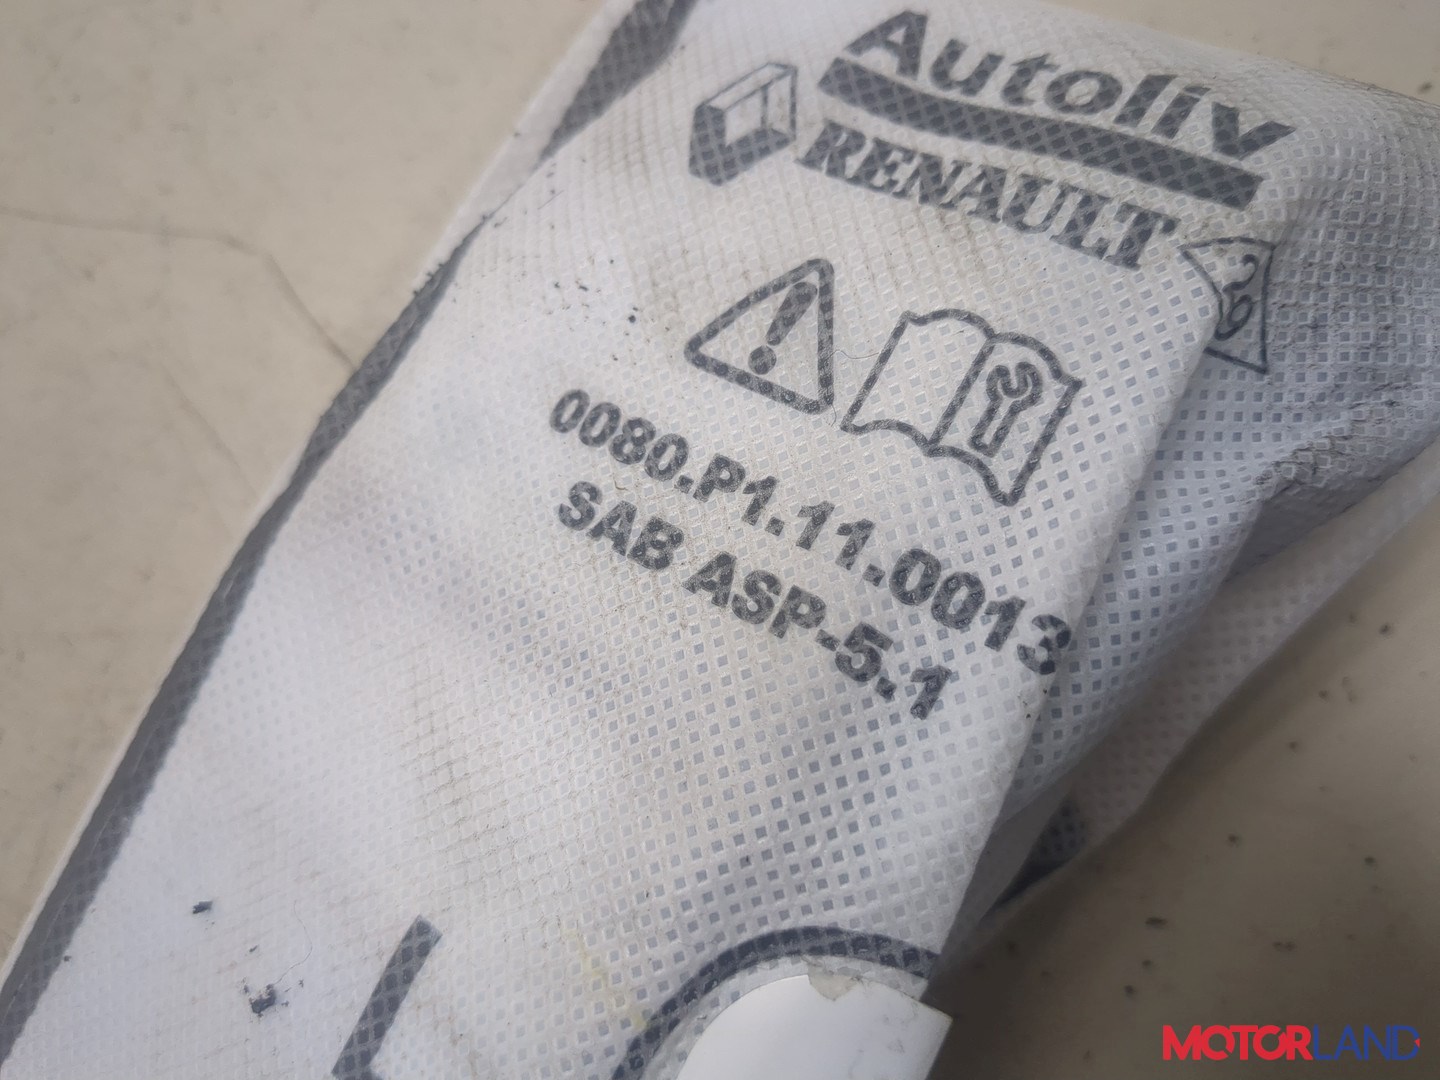 Autoliv
RENAULT
0080.P1.11.0013
SAB ASP-5.1
MOTORLAND